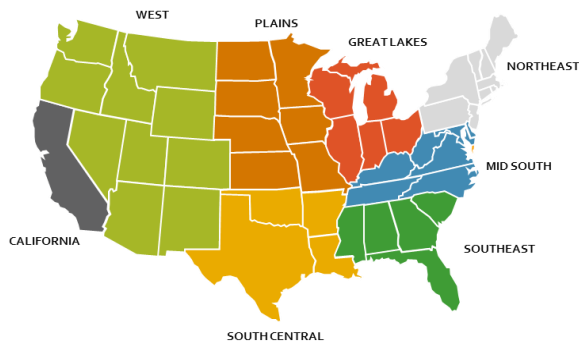 WEST
PLAINS
GREAT LAKES
NORTHEAST
MID SOUTH
CALIFORNIA
SOUTHEAST
SOUTH CENTRAL